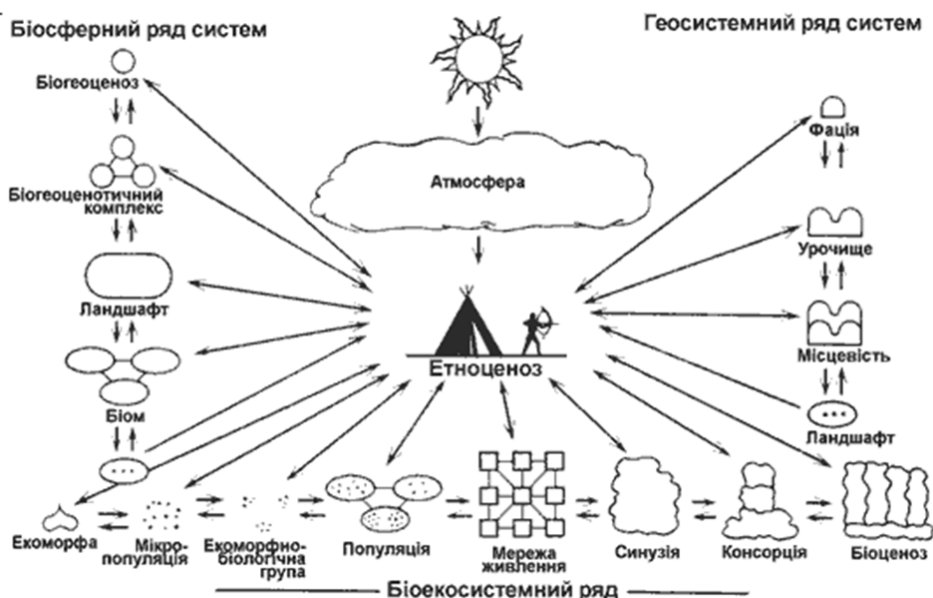 Біосферний ряд систем
Геосистемний ряд систем
Біогеоценоз
Біогеоценотичний
комплекс
Ландшафт
Біом
Атмосфера
Етноценоз
Фація
Урочище
Місцевість
Ландшафт
Екоморфа
Мікро-
популяція
Екоморфно-
біологічна
група
Популяція
Мережа
живлення
Синузія
Консорція
Біоценоз
Біоекосистемний ряд